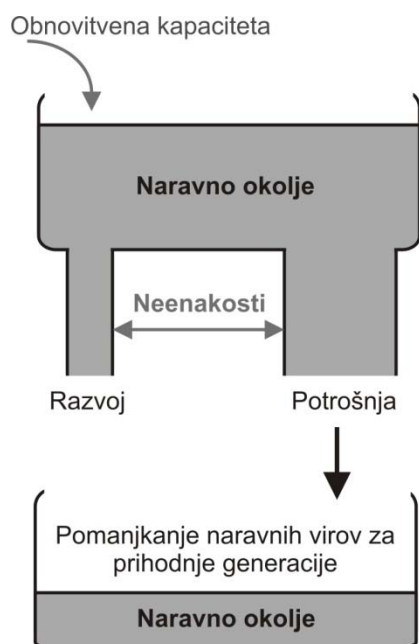 Obnovitvena kapaciteta
Naravno okolje
Neenakosti
Razvoj
Potrošnja
Pomanjkanje naravnih virov za
prihodnje generacije
Naravno okolje